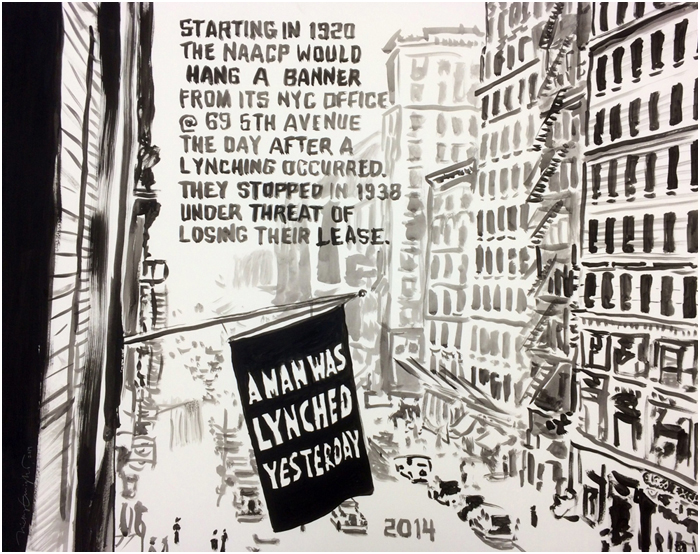 STARTING IN 1920
THE NAACP WOULD
HANG A BANNER
FROM ITS NYC OFFICE
@ 69 5TH AVENUE
THE DAY AFTER A
LYNCHING OCCURRED.
THEY STOPPED IN 1938
UNDER THREAT OF
LOSING THEIR LEASE.
A MAN WAS
LYNCHED
YESTERDAY
2014